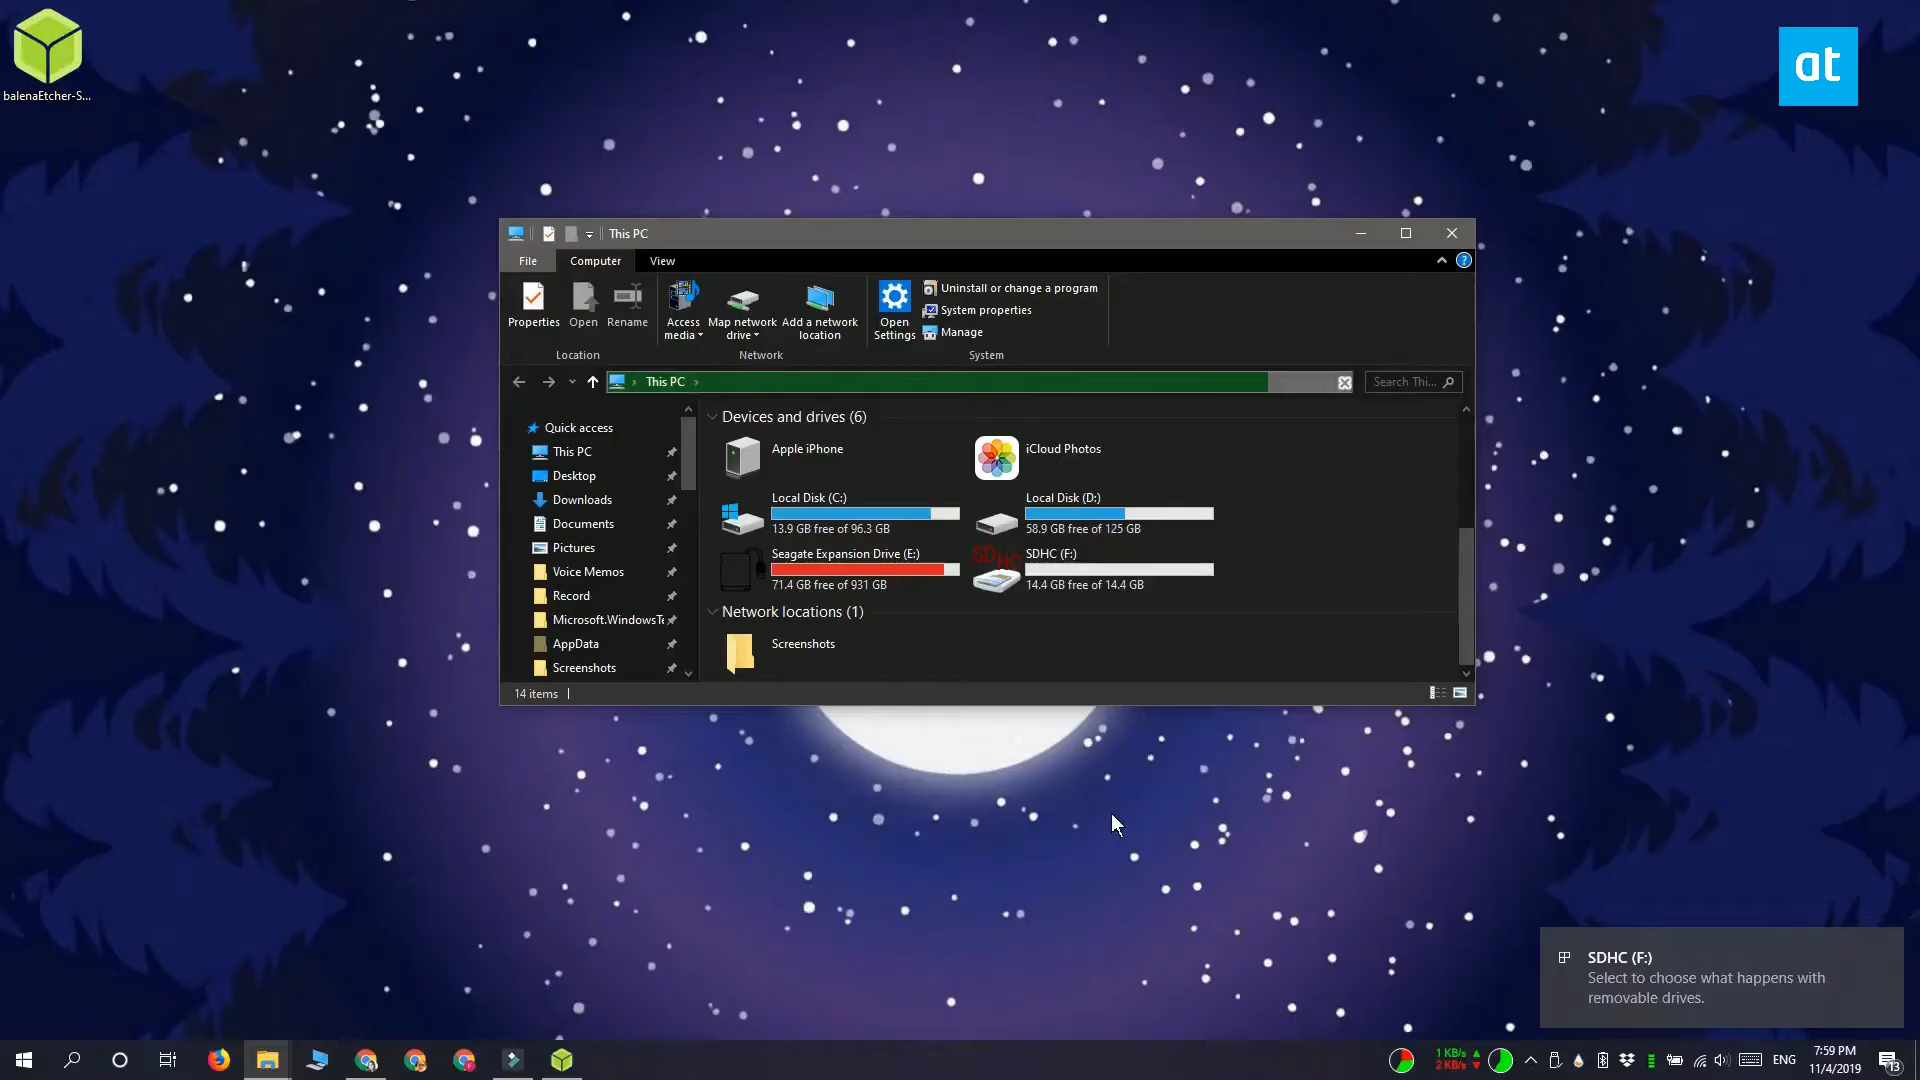 balenaEtcher-S...
at
This PC
File Computer View
Properties Open Rename Access media Map network drive Add a network location Open Settings
Uninstall or change a program
System properties
Manage
Location Network System
This PC
Search Thi...
Quick access
This PC
Desktop
Downloads
Documents
Pictures
Voice Memos
Record
Microsoft.WindowsTe
AppData
Screenshots
Devices and drives (6)
Apple iPhone
iCloud Photos
Local Disk (C:)
13.9 GB free of 96.3 GB
Local Disk (D:)
58.9 GB free of 125 GB
Seagate Expansion Drive (E:)
71.4 GB free of 931 GB
SDHC
SDHC (F:)
14.4 GB free of 14.4 GB
Network locations (1)
Screenshots
14 items
SDHC (F:)
Select to choose what happens with
removable drives.
1 KB/s
2 KB/s
ENG
7:59 PM
11/4/2019
13